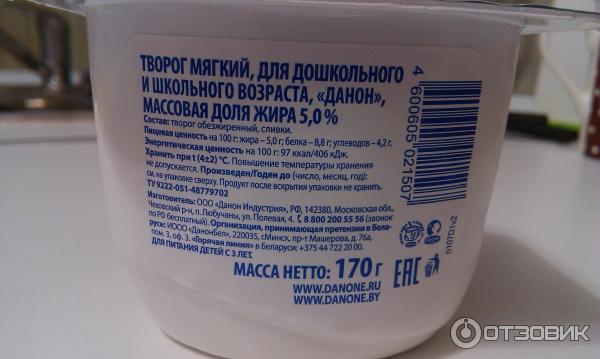 ТВОРОГ МЯГКИЙ, ДЛЯ ДОШКОЛЬНОГО
И ШКОЛЬНОГО ВОЗРАСТА, «ДАНОН»,
МАССОВАЯ ДОЛЯ ЖИРА 5,0 %
Состав: творог обезжиренный, сливки.
Пищевая ценность на 100 г: жира – 5,0 г; белка – 8,8 г; углеводов – 4,2 г.
Энергетическая ценность на 100 г: 97 ккал/406 кДж.
Хранить при t (4±2) °С. Повышение температуры хранения
не допускается. Произведен/Годен до (число, месяц, год):
см. на упаковке сверху. Продукт после вскрытия упаковки не хранить.
ТУ 9222-051-48779702
Изготовитель: ООО «Данон Индустрия», РФ, 142380, Московская обл.,
Чеховский р-н, п. Любучаны, ул. Полевая, 4. 8 800 200 55 56 (звонок
по РФ бесплатный). Организация, принимающая претензии в Бела-
руси: ИООО «ДанонБел», 220035, г.Минск, пр-т Машерова, д. 76а,
пом. 3, оф. 3. «Горячая линия» в Беларуси: +375 44 722 20 00.
ДЛЯ ПИТАНИЯ ДЕТЕЙ С 3 ЛЕТ.
МАССА НЕТТО: 170 г
WWW.DANONE.RU
WWW.DANONE.BY
4 600605 021507
0107D1v2
ЕАС
ОТЗОВИК